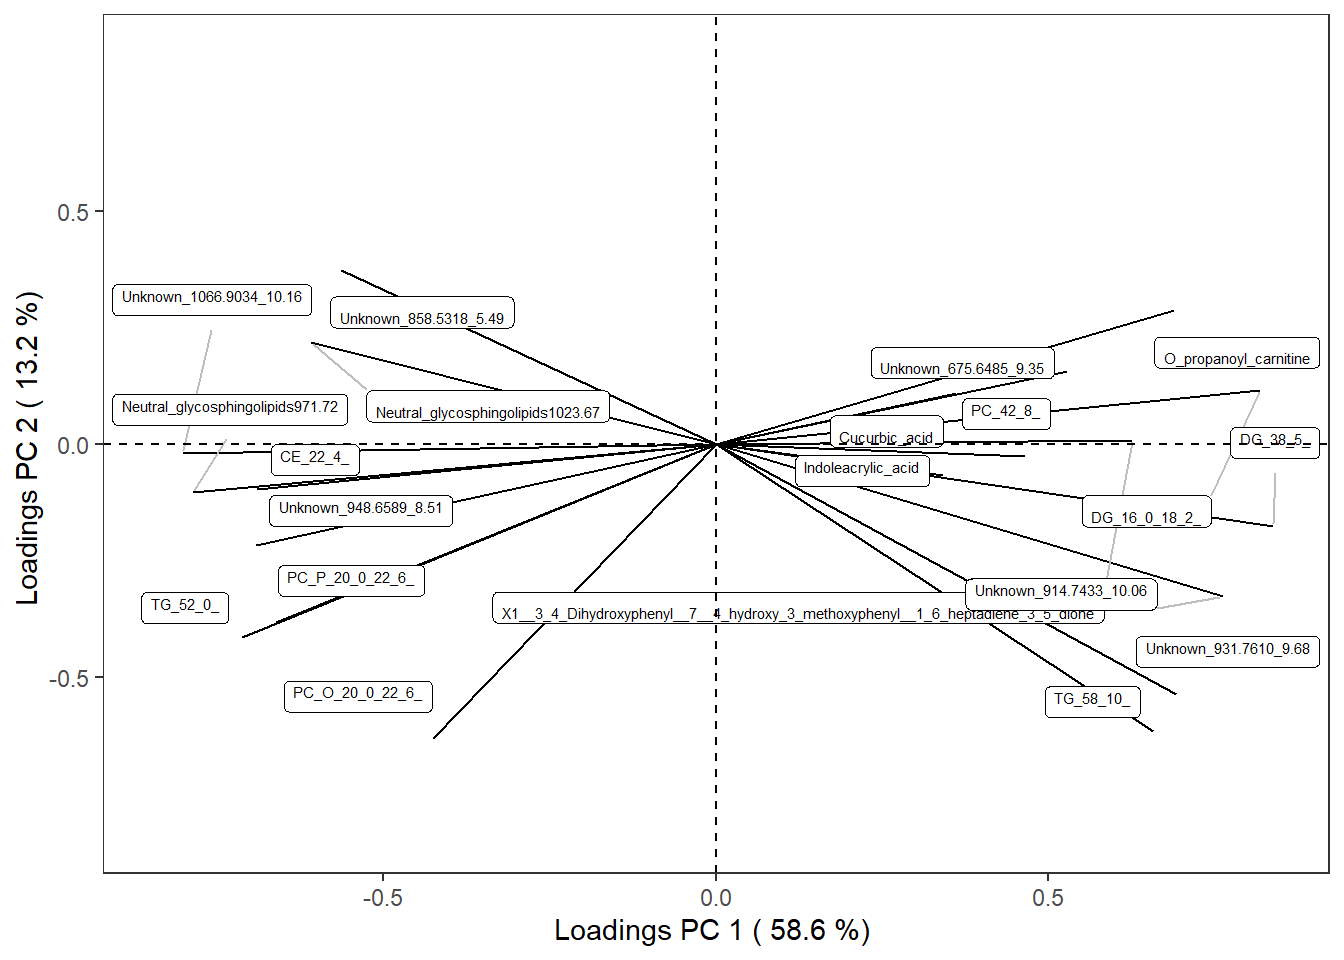 0.5
0.0
-0.5
Loadings PC 2 ( 13.2 %)
Unknown_1066.9034_10.16
Unknown_858.5318_5.49
Unknown_675.6485_9.35
O_propanoyl_carnitine
Neutral_glycosphingolipids971.72
Neutral_glycosphingolipids1023.67
PC_42_8_
Cucurbic_acid
DG_38_5_
CE_22_4_
Indoleacrylic_acid
Unknown_948.6589_8.51
DG_16_0_18_2_
PC_P_20_0_22_6_
Unknown_914.7433_10.06
TG_52_0_
X1__3_4_Dihydroxyphenyl__7__4_hydroxy_3_methoxyphenyl__1_6_heptadiene_3_5_dione
Unknown_931.7610_9.68
PC_O_20_0_22_6_
TG_58_10_
-0.5
0.0
0.5
Loadings PC 1 ( 58.6 %)